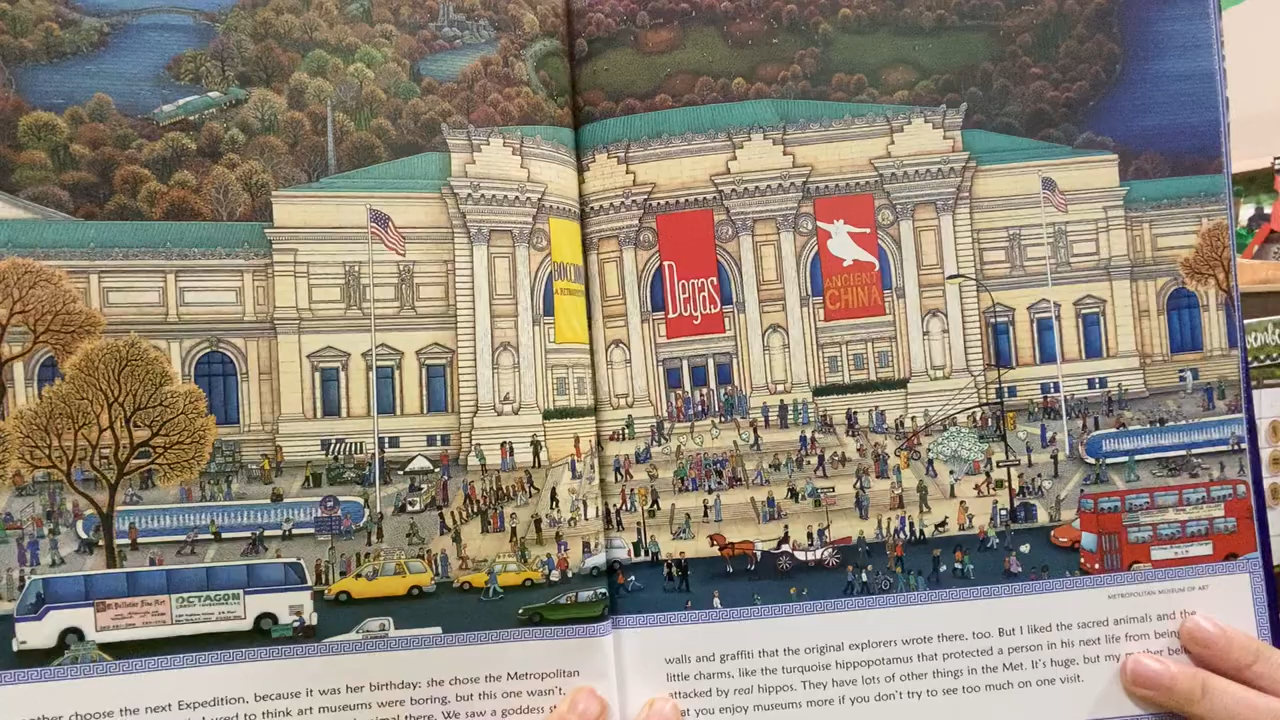 BOCCIONI
A RETROSPECTIVE
Degas
ANCIENT
CHINA
OCTAGON
METROPOLITAN MUSEUM OF ART
other choose the next Expedition, because it was her birthday; she chose the Metropolitan
used to think art museums were boring, but this one wasn't.
there. We saw a goddess
walls and graffiti that the original explorers wrote there, too. But I liked the sacred animals and the
little charms, like the turquoise hippopotamus that protected a person in his next life from being
attacked by real hippos. They have lots of other things in the Met. It's huge, but my mother
at you enjoy museums more if you don't try to see too much on one visit.